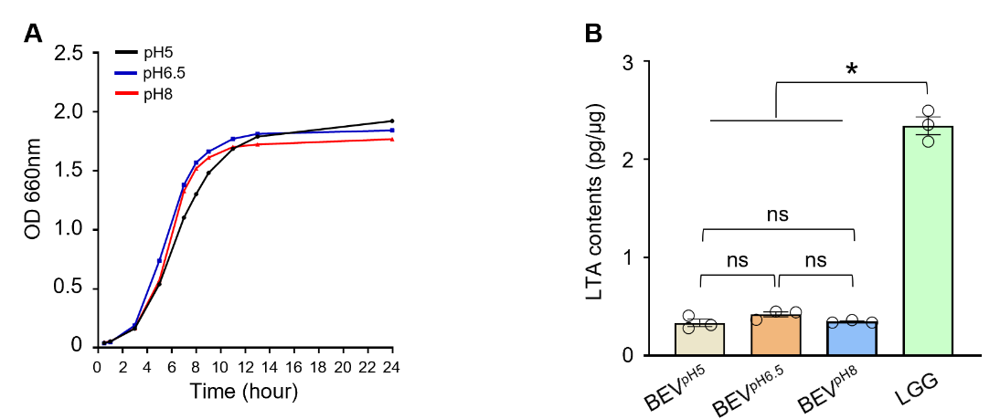 A
pH5
pH6.5
pH8
OD 660nm
2.5
2.0
1.5
1.0
0.5
0
0 2 4 6 8 10 12 14 16 18 20 22 24
Time (hour)
B
LTA contents (pg/µg)
3
2
1
0
*
ns
ns ns
BEVpH5 BEVpH6.5 BEVpH8 LGG